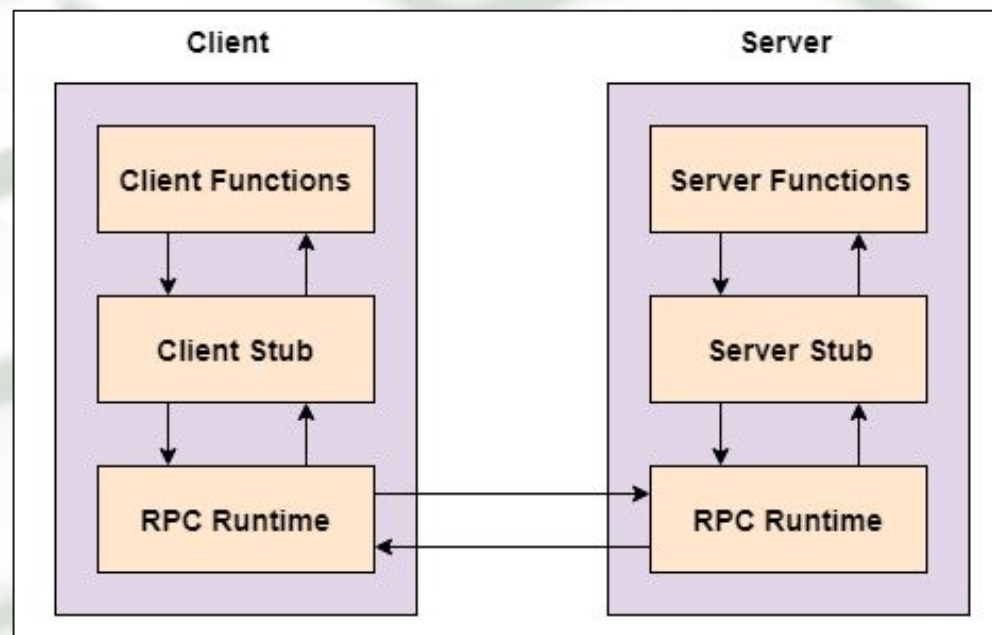 Client
Server
Client Functions
Server Functions
Client Stub
Server Stub
RPC Runtime
RPC Runtime